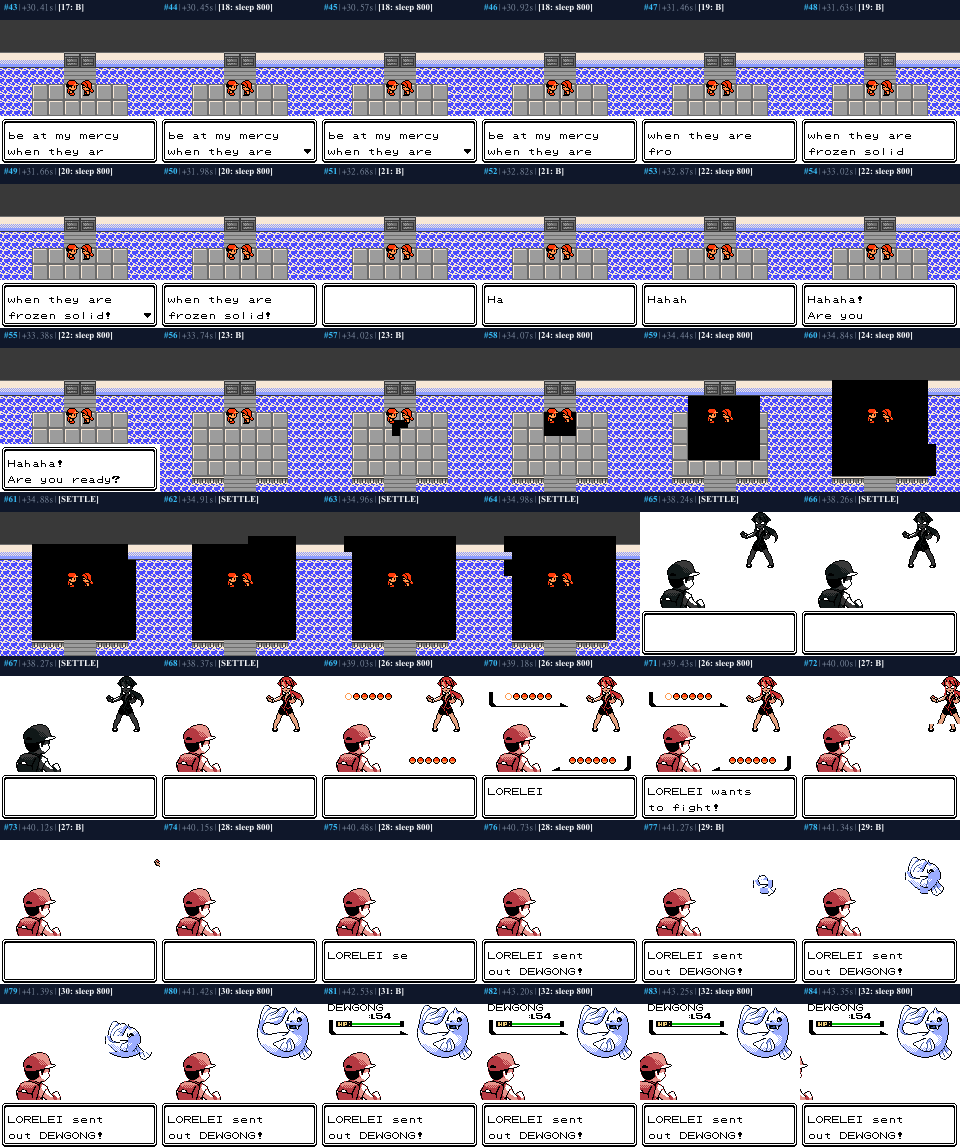 #43|+30.41s|[17: B] #44|+30.45s|[18: sleep 800] #45|+30.57s|[18: sleep 800] #46|+30.92s|[18: sleep 800] #47|+31.46s|[19: B] #48|+31.63s|[19: B]
be at my mercy be at my mercy be at my mercy be at my mercy when they are when they are
when they ar when they are when they are when they are fro frozen solid
#49|+31.66s|[20: sleep 800] #50|+31.98s|[20: sleep 800] #51|+32.68s|[21: B] #52|+32.82s|[21: B] #53|+32.87s|[22: sleep 800] #54|+33.02s|[22: sleep 800]
when they are when they are Ha Hahah Hahaha!
frozen solid! frozen solid! Are you
#55|+33.38s|[22: sleep 800] #56|+33.74s|[23: B] #57|+34.02s|[23: B] #58|+34.07s|[24: sleep 800] #59|+34.44s|[24: sleep 800] #60|+34.84s|[24: sleep 800]
Hahaha!
Are you ready?
#61|+34.88s|[SETTLE] #62|+34.91s|[SETTLE] #63|+34.96s|[SETTLE] #64|+34.98s|[SETTLE] #65|+38.24s|[SETTLE] #66|+38.26s|[SETTLE]
#67|+38.27s|[SETTLE] #68|+38.37s|[SETTLE] #69|+39.03s|[26: sleep 800] #70|+39.18s|[26: sleep 800] #71|+39.43s|[26: sleep 800] #72|+40.00s|[27: B]
LORELEI LORELEI wants
to fight!
#73|+40.12s|[27: B] #74|+40.15s|[28: sleep 800] #75|+40.48s|[28: sleep 800] #76|+40.73s|[28: sleep 800] #77|+41.27s|[29: B] #78|+41.34s|[29: B]
LORELEI se LORELEI sent LORELEI sent LORELEI sent
out DEWGONG! out DEWGONG! out DEWGONG!
#79|+41.39s|[30: sleep 800] #80|+41.42s|[30: sleep 800] #81|+42.53s|[31: B] #82|+43.20s|[32: sleep 800] #83|+43.25s|[32: sleep 800] #84|+43.35s|[32: sleep 800]
DEWGONG DEWGONG DEWGONG DEWGONG
:L54 :L54 :L54 :L54
HP: HP: HP: HP:
LORELEI sent LORELEI sent LORELEI sent LORELEI sent LORELEI sent LORELEI sent
out DEWGONG! out DEWGONG! out DEWGONG! out DEWGONG! out DEWGONG! out DEWGONG!